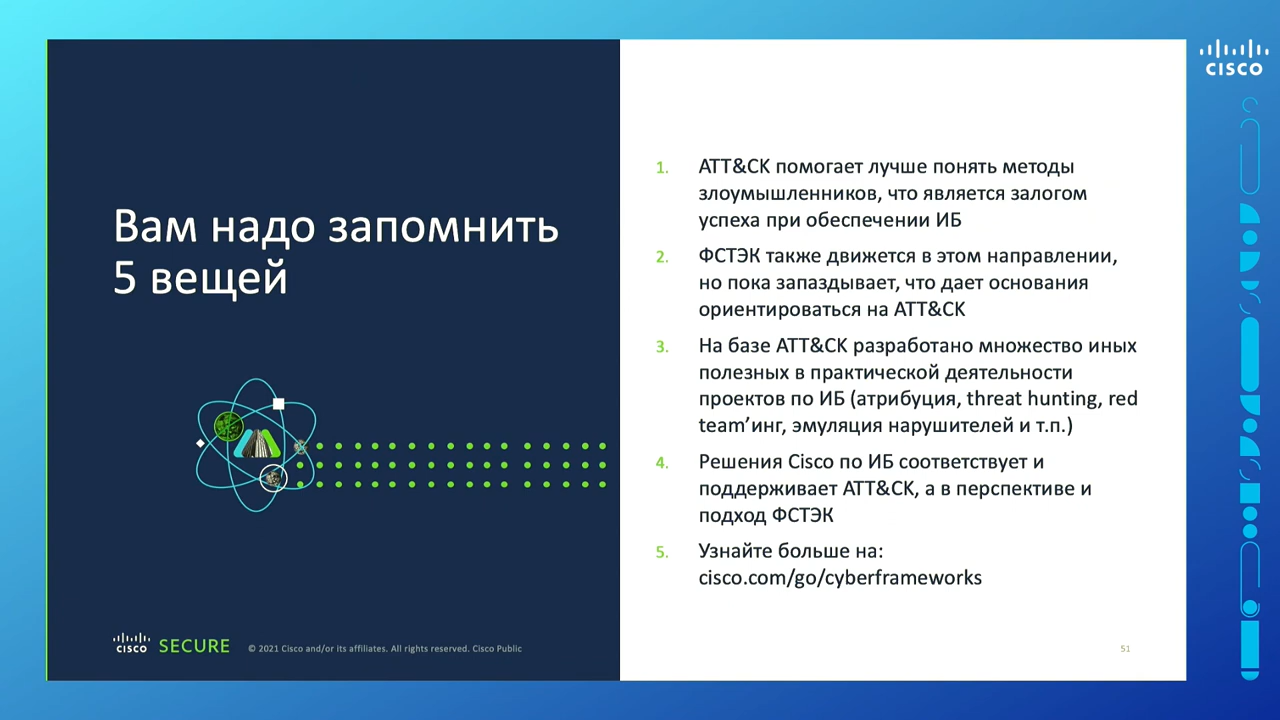 CISCO
Вам надо запомнить
5 вещей
1. ATT&CK помогает лучше понять методы
злоумышленников, что является залогом
успеха при обеспечении ИБ
2. ФСТЭК также движется в этом направлении,
но пока запаздывает, что дает основания
ориентироваться на ATT&CK
3. На базе ATT&CK разработано множество иных
полезных в практической деятельности
проектов по ИБ (атрибуция, threat hunting, red
team’инг, эмуляция нарушителей и т.п.)
4. Решения Cisco по ИБ соответствует и
поддерживает ATT&CK, а в перспективе и
подход ФСТЭК
5. Узнайте больше на:
cisco.com/go/cyberframeworks
CISCO SECURE © 2021 Cisco and/or its affiliates. All rights reserved. Cisco Public
51